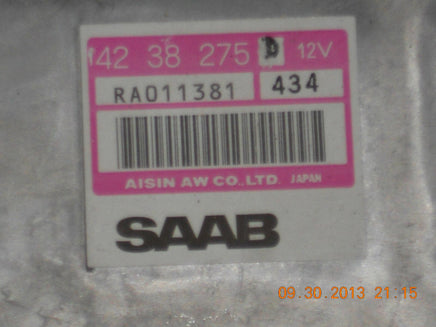 42 38 275 D 12V
RA011381 434
AISIN AW CO.,LTD. JAPAN
SAAB
09.30.2013 21:15